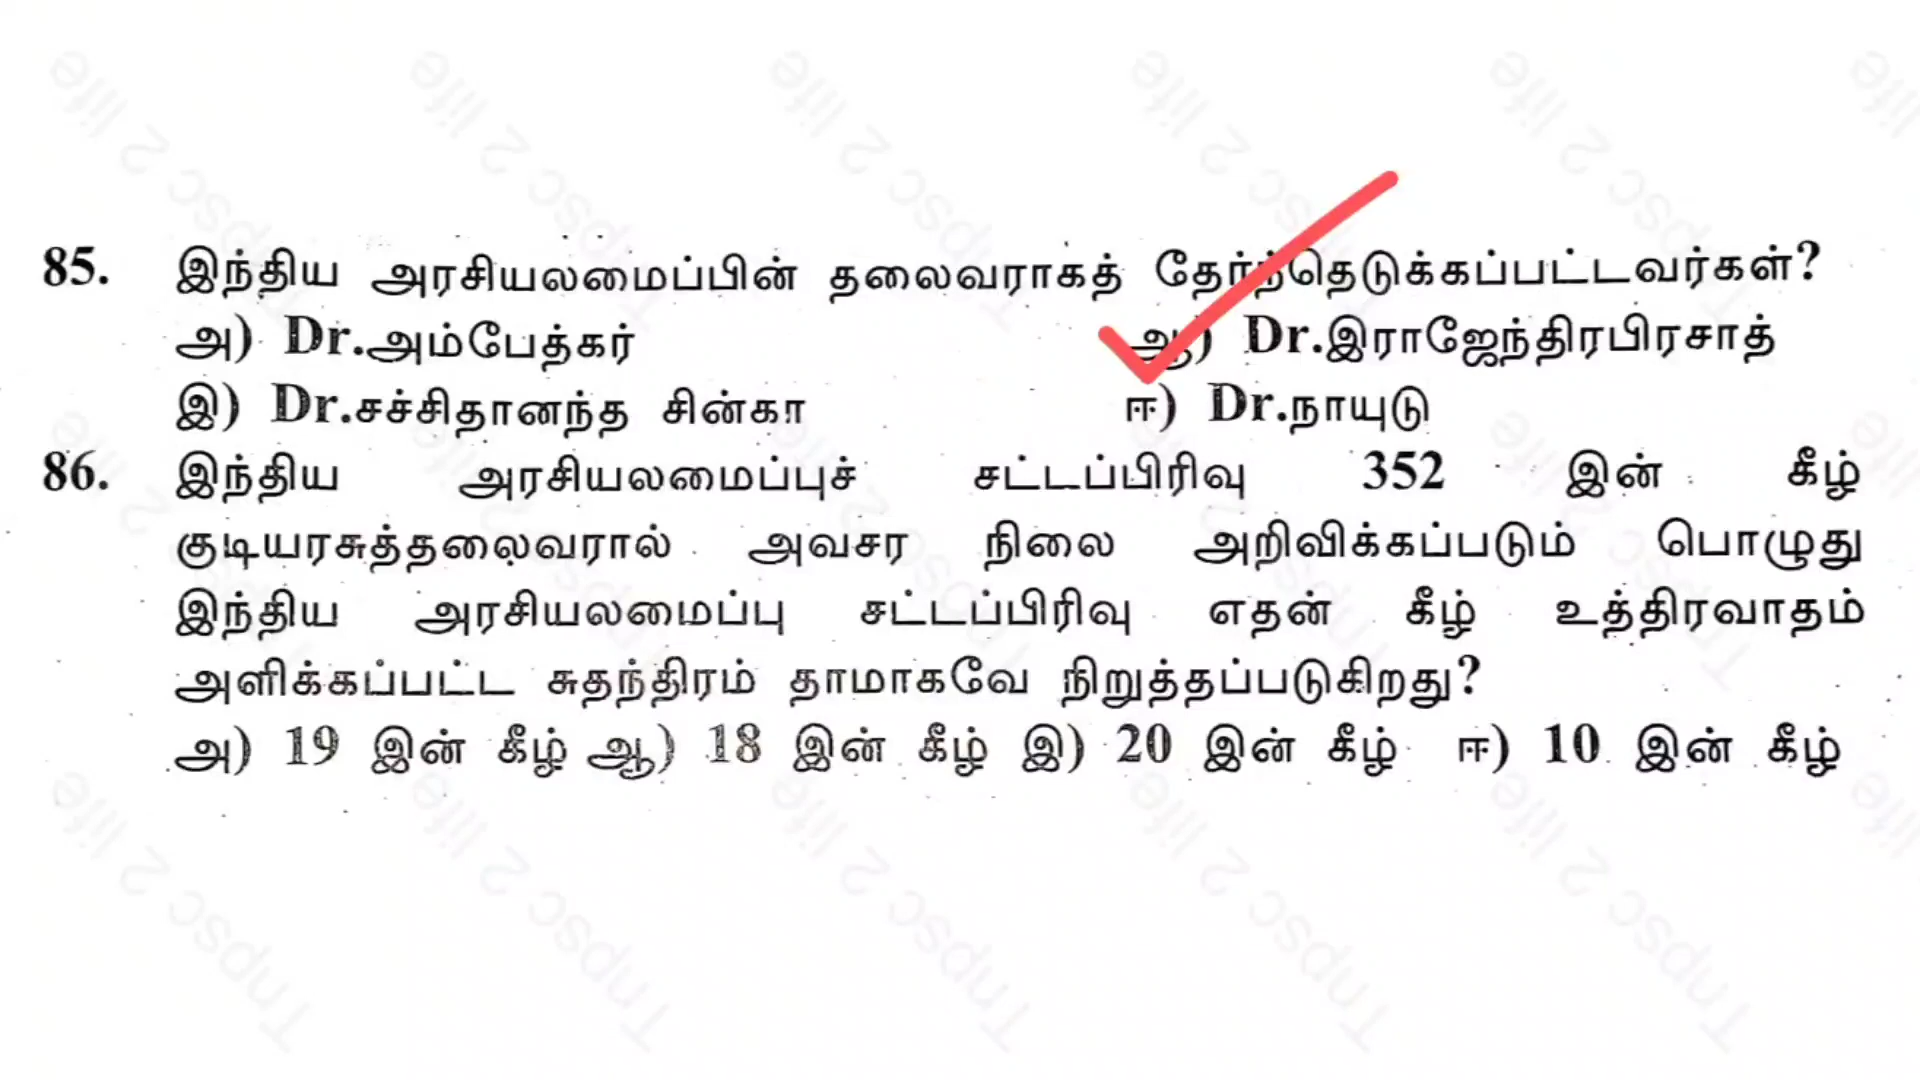 85. இந்திய அரசியலமைப்பின் தலைவராகத் தேர்ந்தெடுக்கப்பட்டவர்கள்?
அ) Dr.அம்பேத்கர் ஆ) Dr.இராஜேந்திரபிரசாத்
இ) Dr.சச்சிதானந்த சின்கா ஈ) Dr.நாயுடு
86. இந்திய அரசியலமைப்புச் சட்டப்பிரிவு 352 இன் கீழ்
குடியரசுத்தலைவரால் அவசர நிலை அறிவிக்கப்படும் பொழுது
இந்திய அரசியலமைப்பு சட்டப்பிரிவு எதன் கீழ் உத்திரவாதம்
அளிக்கப்பட்ட சுதந்திரம் தாமாகவே நிறுத்தப்படுகிறது?
அ) 19 இன் கீழ் ஆ) 18 இன் கீழ் இ) 20 இன் கீழ் ஈ) 10 இன் கீழ்
Tnpsc 2 life